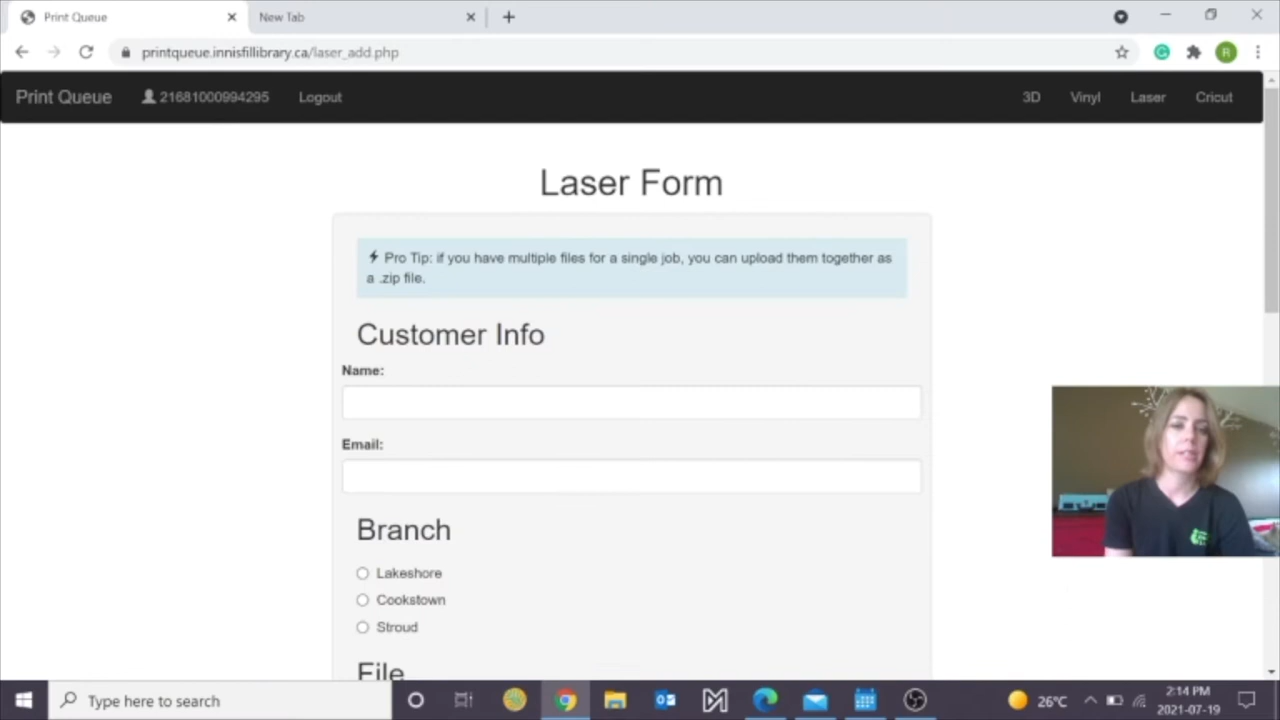 Print Queue
New Tab
printqueue.innisfillibrary.ca/laser_add.php
R
Print Queue 21681000994295 Logout 3D Vinyl Laser Cricut
Laser Form
Pro Tip: if you have multiple files for a single job, you can upload them together as
a .zip file.
Customer Info
Name:
Email:
Branch
Lakeshore
Cookstown
Stroud
File
Type here to search
26°C
2:14 PM
2021-07-19